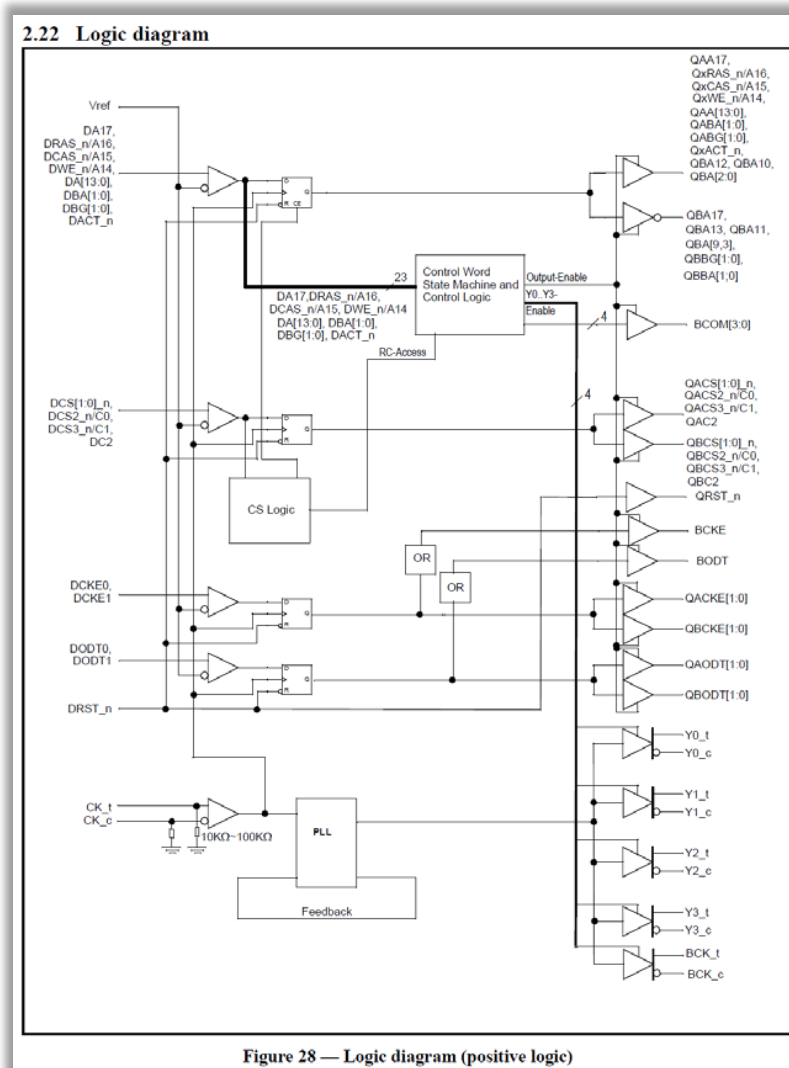 2.22 Logic diagram
QAA17,
QxRAS_n/A16,
QxCAS_n/A15,
QxWE_n/A14,
QAA[13:0],
QABA[1:0],
QABG[1:0],
QxACT_n,
QBA12, QBA10,
QBA[2:0]
Vref
DA17,
DRAS_n/A16,
DCAS_n/A15,
DWE_n/A14,
DA[13:0],
DBA[1:0],
DBG[1:0],
DACT_n
D
Q
R CE
QBA17,
QBA13, QBA11,
QBA[9,3],
QBBG[1:0],
QBBA[1;0]
23
Control Word
State Machine and
Control Logic
Output-Enable
Y0..Y3-
Enable
4
BCOM[3:0]
DA17,DRAS_n/A16,
DCAS_n/A15, DWE_n/A14
DA[13:0], DBA[1:0],
DBG[1:0], DACT_n
RC-Access
4
DCS[1:0]_n,
DCS2_n/C0,
DCS3_n/C1,
DC2
D
Q
R
QACS[1:0]_n,
QACS2_n/C0,
QACS3_n/C1,
QAC2
QBCS[1:0]_n,
QBCS2_n/C0,
QBCS3_n/C1,
QBC2
CS Logic
QRST_n
BCKE
OR
BODT
OR
DCKE0,
DCKE1
D
Q
R
QACKE[1:0]
QBCKE[1:0]
DODT0,
DODT1
D
Q
R
QAODT[1:0]
QBODT[1:0]
DRST_n
Y0_t
Y0_c
CK_t
CK_c
10KΩ~100KΩ
PLL
Feedback
Y1_t
Y1_c
Y2_t
Y2_c
Y3_t
Y3_c
BCK_t
BCK_c
Figure 28 — Logic diagram (positive logic)